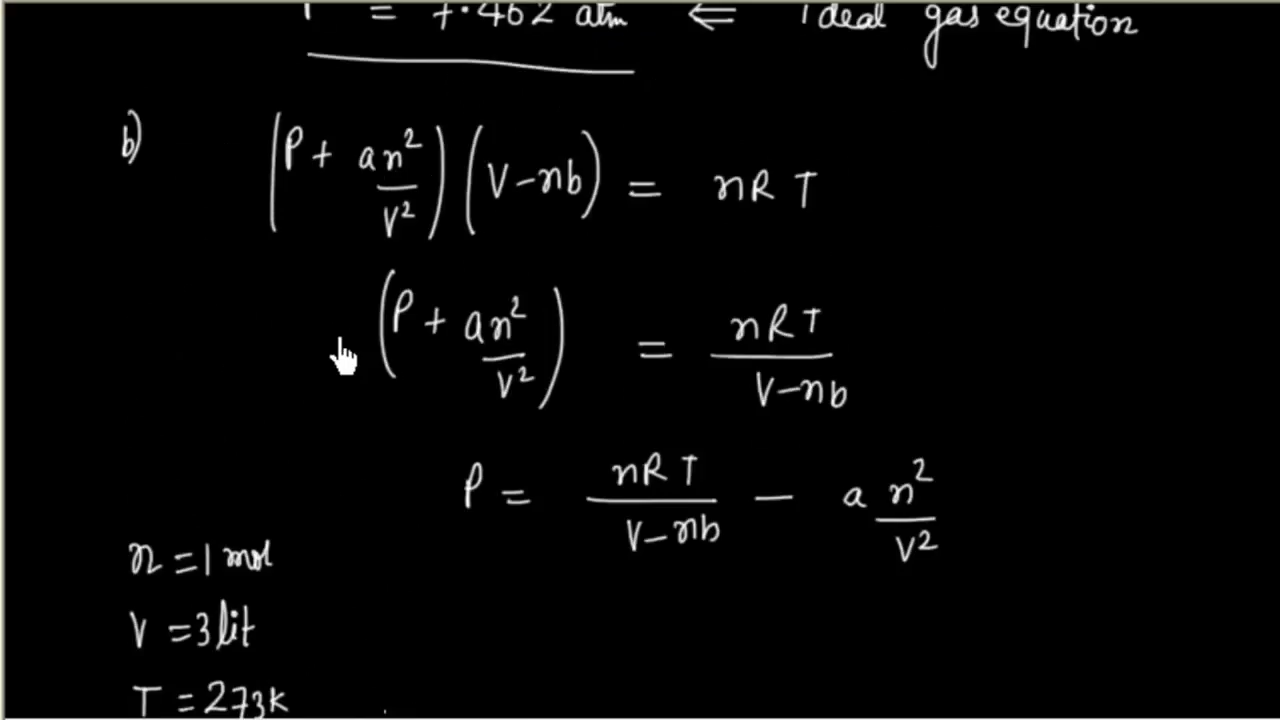 = 7.462 atm ⇐ Ideal gas equation
b) (P + an²/V²) (V - nb) = nRT
(P + an²/V²) = nRT/(V - nb)
P = nRT/(V - nb) - a n²/V²
n = 1 mol
V = 3 lit
T = 273K